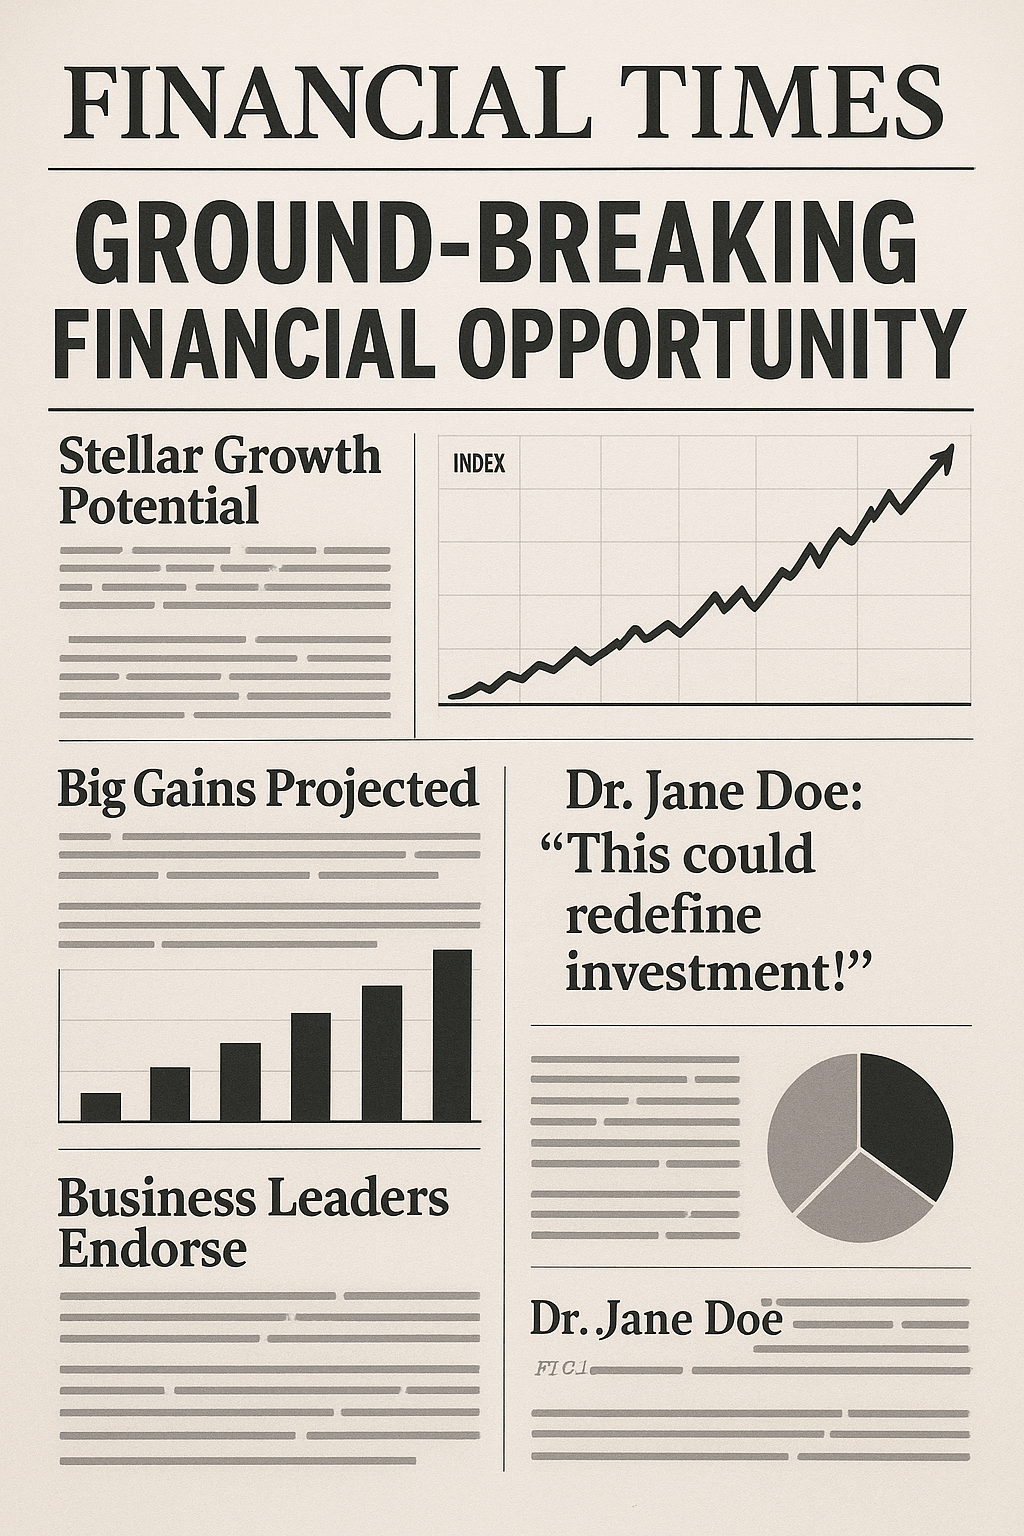 FINANCIAL TIMES
GROUND-BREAKING
FINANCIAL OPPORTUNITY
Stellar Growth
Potential
INDEX
Big Gains Projected
Dr. Jane Doe:
“This could
redefine
investment!”
Business Leaders
Endorse
Dr. Jane Doe